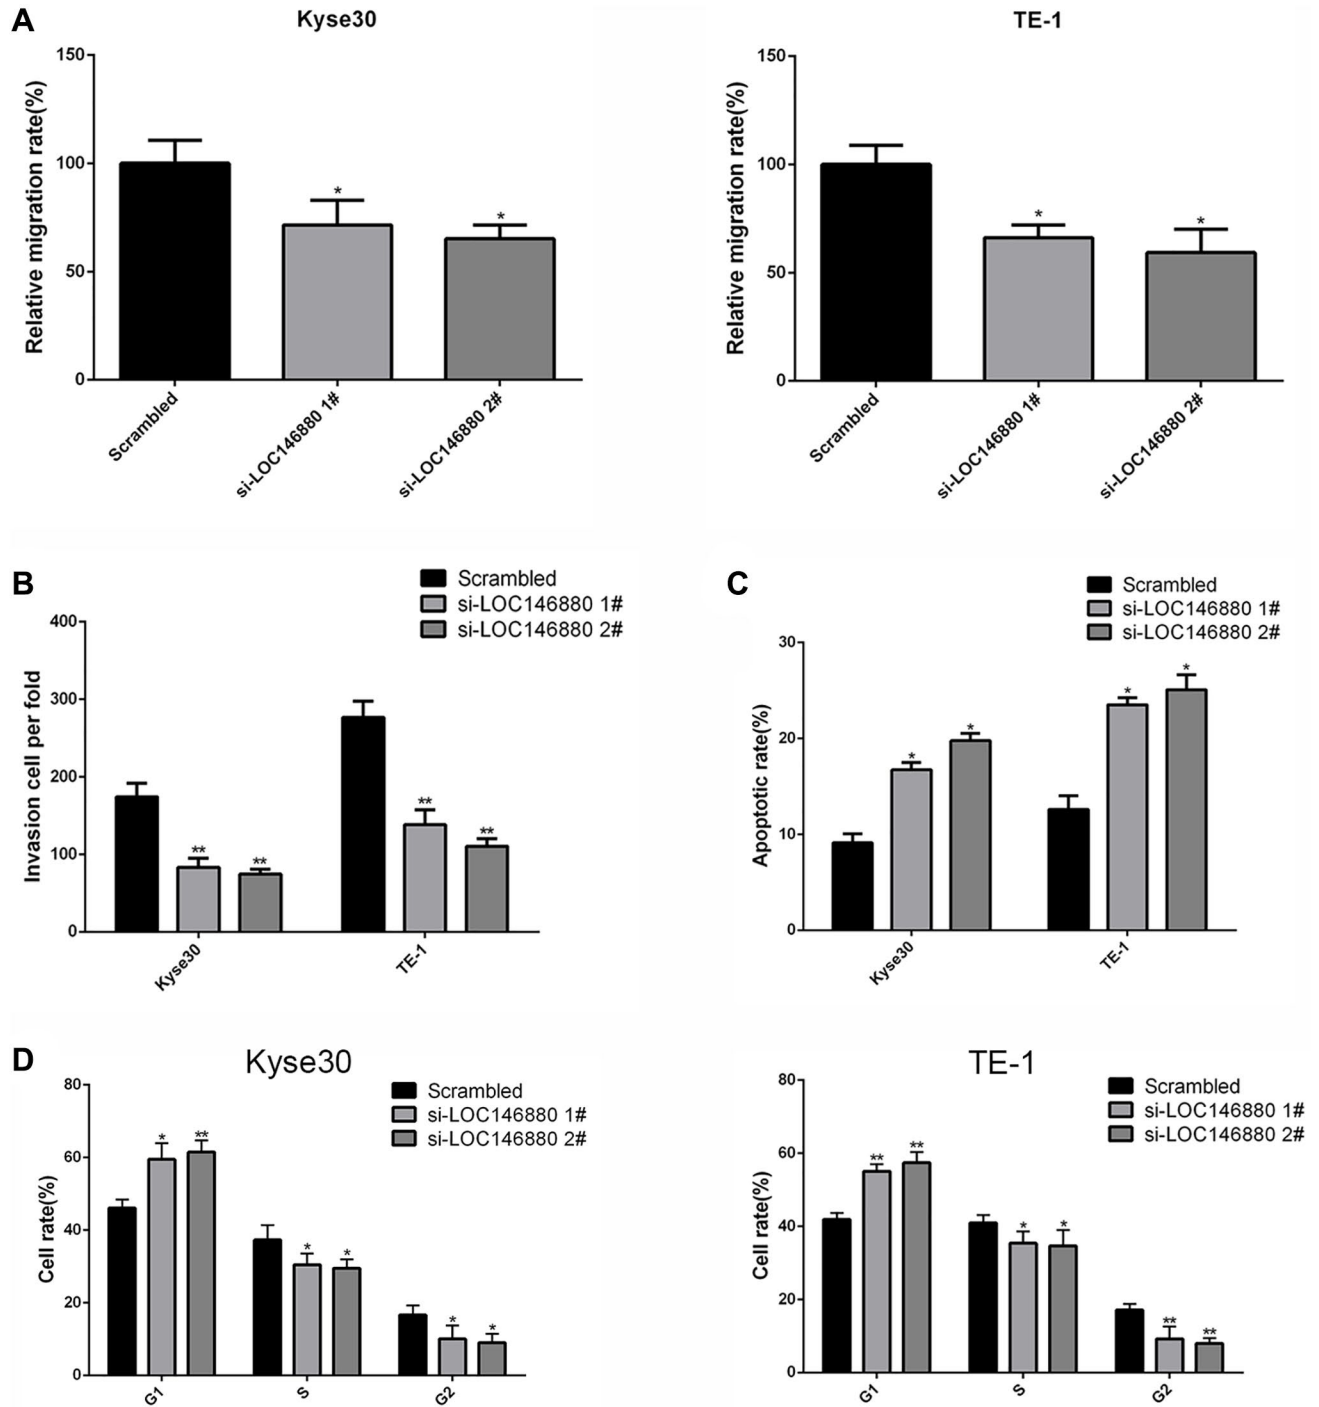 A
Kyse30
TE-1
Relative migration rate(%)
150
100
50
0
Scrambled
*
si-LOC146880 1#
*
si-LOC146880 2#
Relative migration rate(%)
150
100
50
0
Scrambled
*
si-LOC146880 1#
*
si-LOC146880 2#
B
Scrambled
si-LOC146880 1#
si-LOC146880 2#
Invasion cell per fold
400
300
200
100
0
**
**
**
**
Kyse30
TE-1
C
Scrambled
si-LOC146880 1#
si-LOC146880 2#
Apoptotic rate(%)
30
20
10
0
*
*
*
*
Kyse30
TE-1
D
Kyse30
Scrambled
si-LOC146880 1#
si-LOC146880 2#
Cell rate(%)
80
60
40
20
0
*
**
*
*
*
*
G1
S
G2
TE-1
Scrambled
si-LOC146880 1#
si-LOC146880 2#
Cell rate(%)
80
60
40
20
0
**
**
*
*
**
**
G1
S
G2